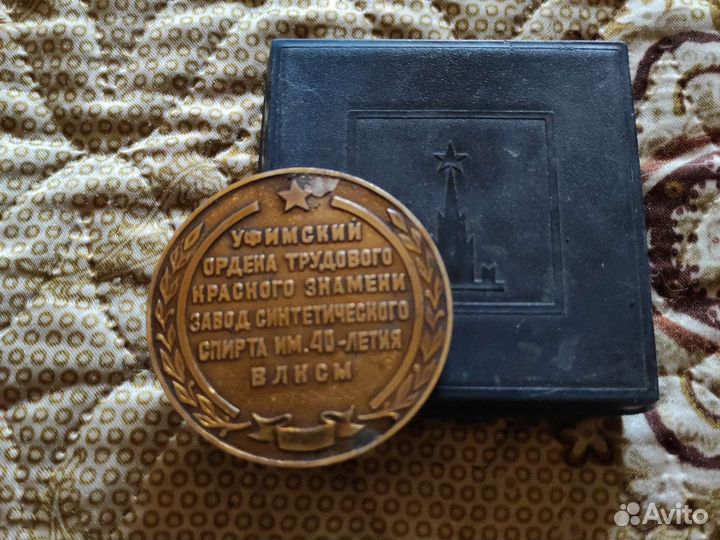 УФИМСКИЙ
ОРДЕНА ТРУДОВОГО
КРАСНОГО ЗНАМЕНИ
ЗАВОД СИНТЕТИЧЕСКОГО
СПИРТА ИМ. 40-ЛЕТИЯ
ВЛКСМ
Avito